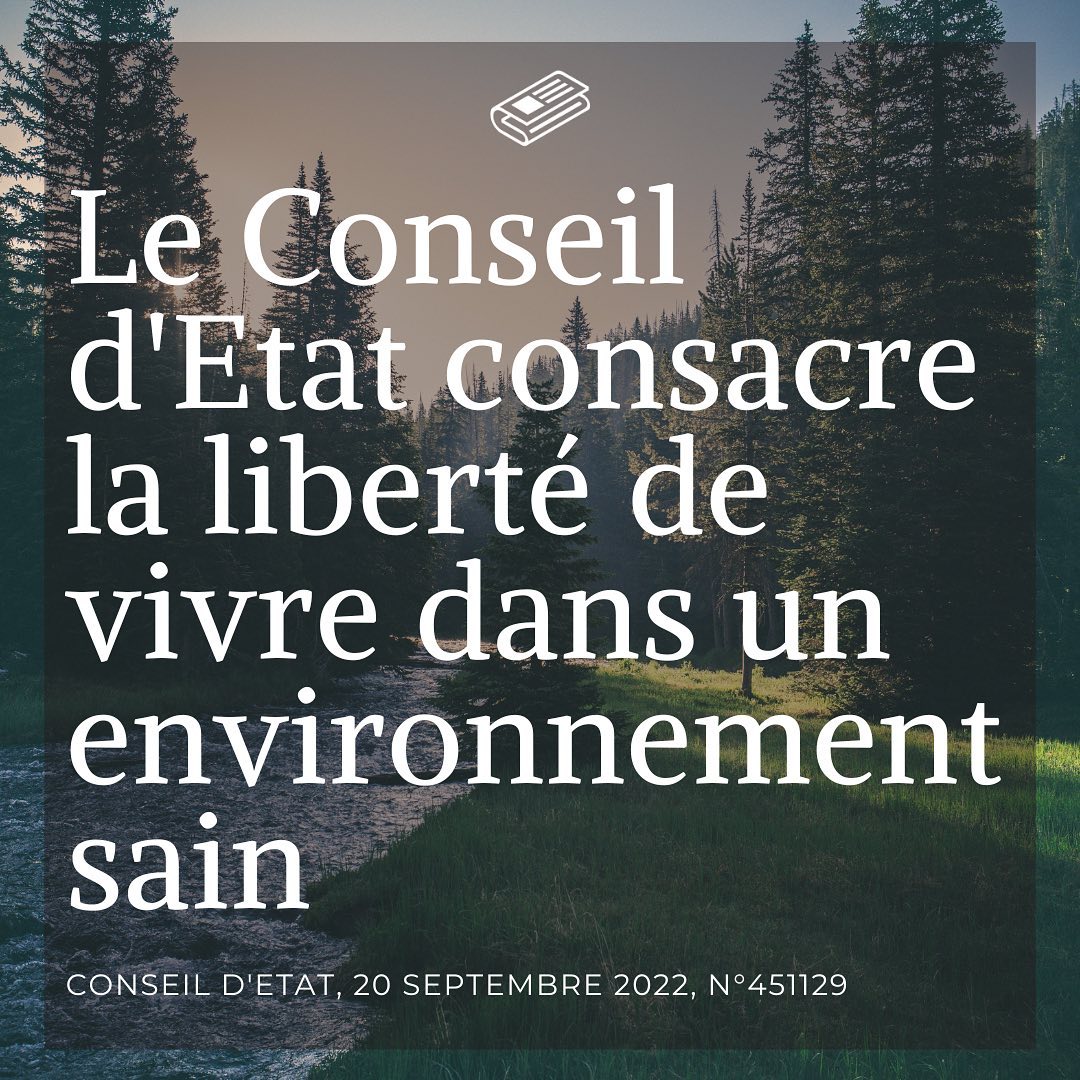 Le Conseil
d'Etat consacre
la liberté de
vivre dans un
environnement
sain
CONSEIL D'ETAT, 20 SEPTEMBRE 2022, N°451129